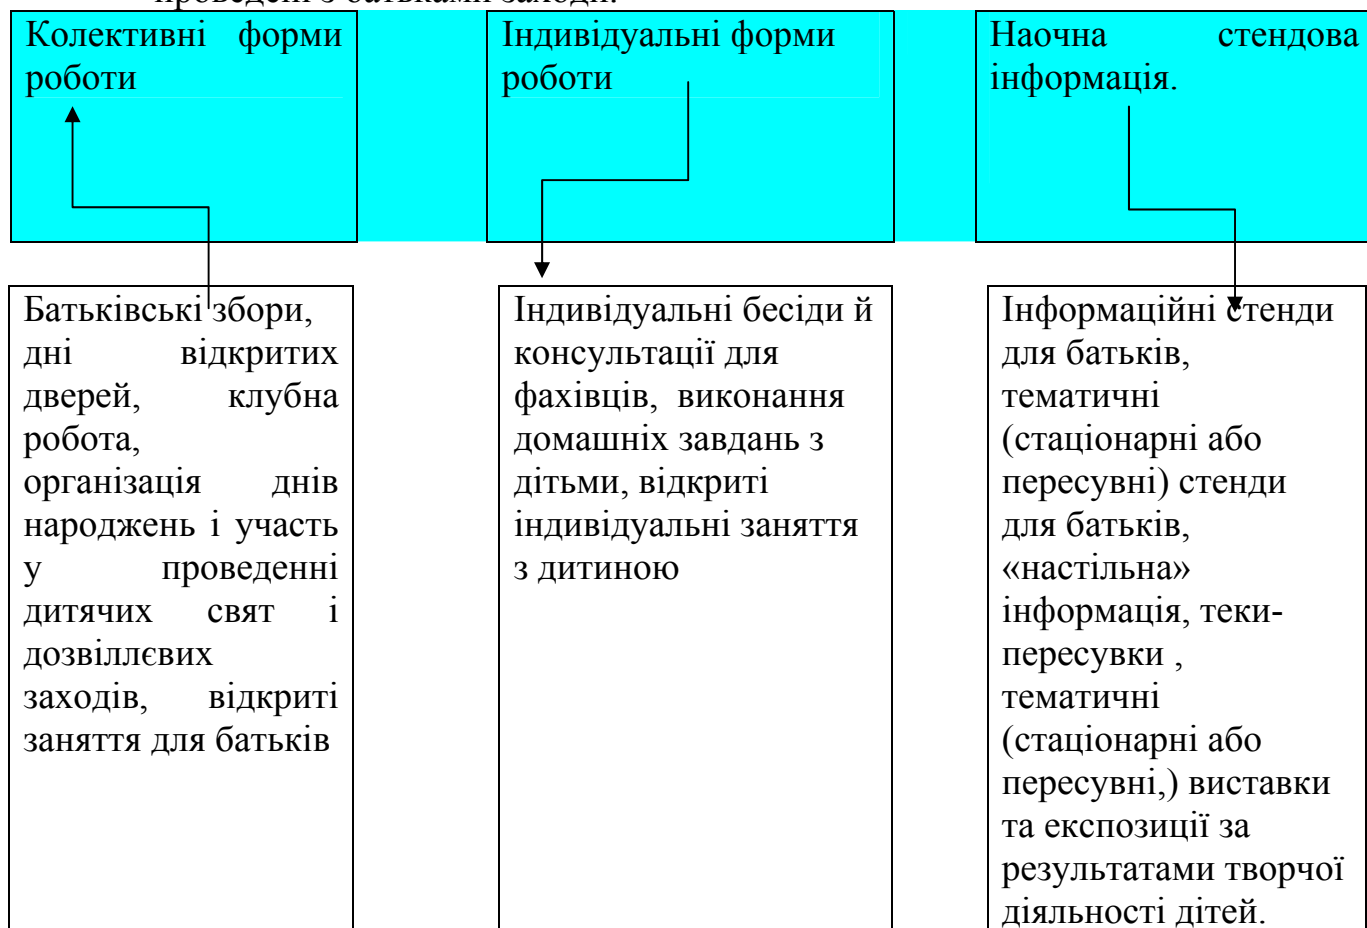 проведені з батьками заходи.
Колективні форми
роботи
Індивідуальні форми
роботи
Наочна стендова
інформація.
Батьківські збори,
дні відкритих
дверей, клубна
робота,
організація днів
народжень і участь
у проведенні
дитячих свят і
дозвіллєвих
заходів, відкриті
заняття для батьків
Індивідуальні бесіди й
консультації для
фахівців, виконання
домашніх завдань з
дітьми, відкриті
індивідуальні заняття
з дитиною
Інформаційні стенди
для батьків,
тематичні
(стаціонарні або
пересувні) стенди
для батьків,
«настільна»
інформація, теки-
пересувки ,
тематичні
(стаціонарні або
пересувні,) виставки
та експозиції за
результатами творчої
діяльності дітей.